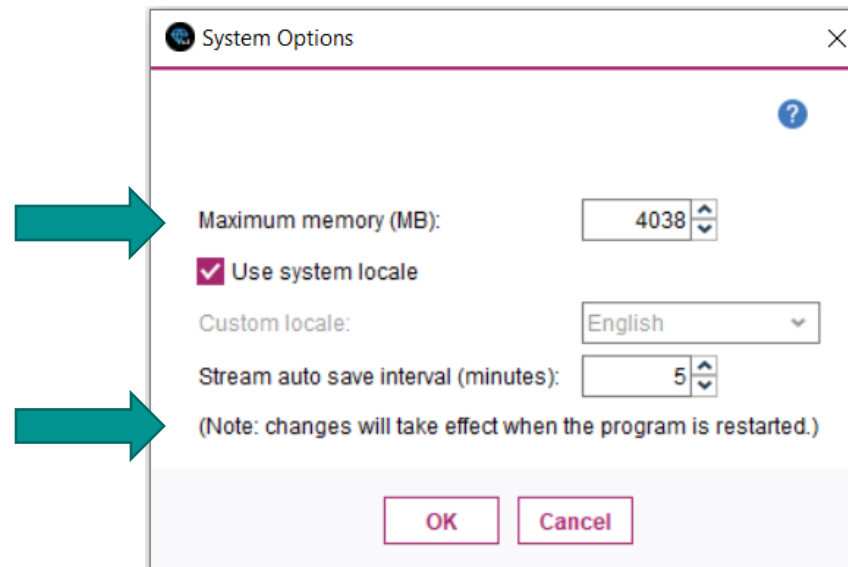 System Options
?
Maximum memory (MB): 4038
Use system locale
Custom locale: English
Stream auto save interval (minutes): 5
(Note: changes will take effect when the program is restarted.)
OK Cancel